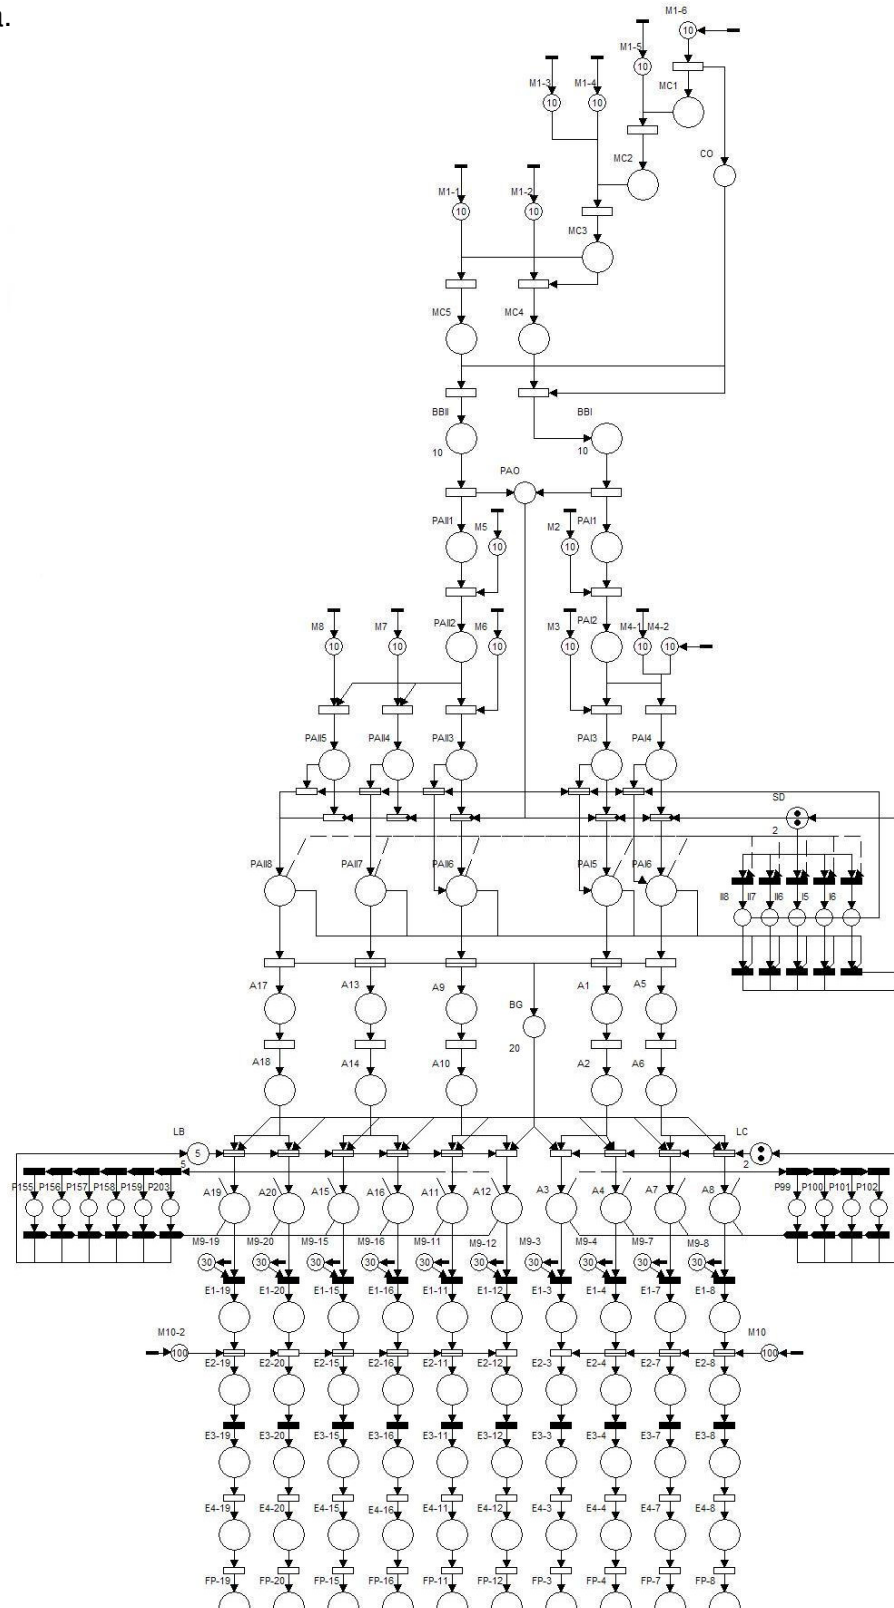 a.
M1-6
10
M1-5
10
MC1
M1-3 M1-4
10 10
MC2 CO
M1-1 M1-2
10 10
MC3
MC5 MC4
BBII BBI
10 10
PAO
PAII1 M5 M2 PAI1
10 10
M8 M7 PAII2 M6 M3 PAI2 M4-1 M4-2
10 10 10 10 10 10
PAII5 PAII4 PAII3 PAI3 PAI4
SD
2
PAII8 PAII7 PAII6 PAI5 PAI6
II8 II7 II6 I5 I6
A17 A13 A9 A1 A5
BG
20
A18 A14 A10 A2 A6
LB LC
5
5 2
P155 P156 P157 P158 P159 P203 A19 A20 A15 A16 A11 A12 A3 A4 A7 A8 P99 P100 P101 P102
M9-19 M9-20 M9-15 M9-16 M9-11 M9-12 M9-3 M9-4 M9-7 M9-8
30 30 30 30 30 30 30 30 30 30
E1-19 E1-20 E1-15 E1-16 E1-11 E1-12 E1-3 E1-4 E1-7 E1-8
M10-2 M10
100 100
E2-19 E2-20 E2-15 E2-16 E2-11 E2-12 E2-3 E2-4 E2-7 E2-8
E3-19 E3-20 E3-15 E3-16 E3-11 E3-12 E3-3 E3-4 E3-7 E3-8
E4-19 E4-20 E4-15 E4-16 E4-11 E4-12 E4-3 E4-4 E4-7 E4-8
FP-19 FP-20 FP-15 FP-16 FP-11 FP-12 FP-3 FP-4 FP-7 FP-8